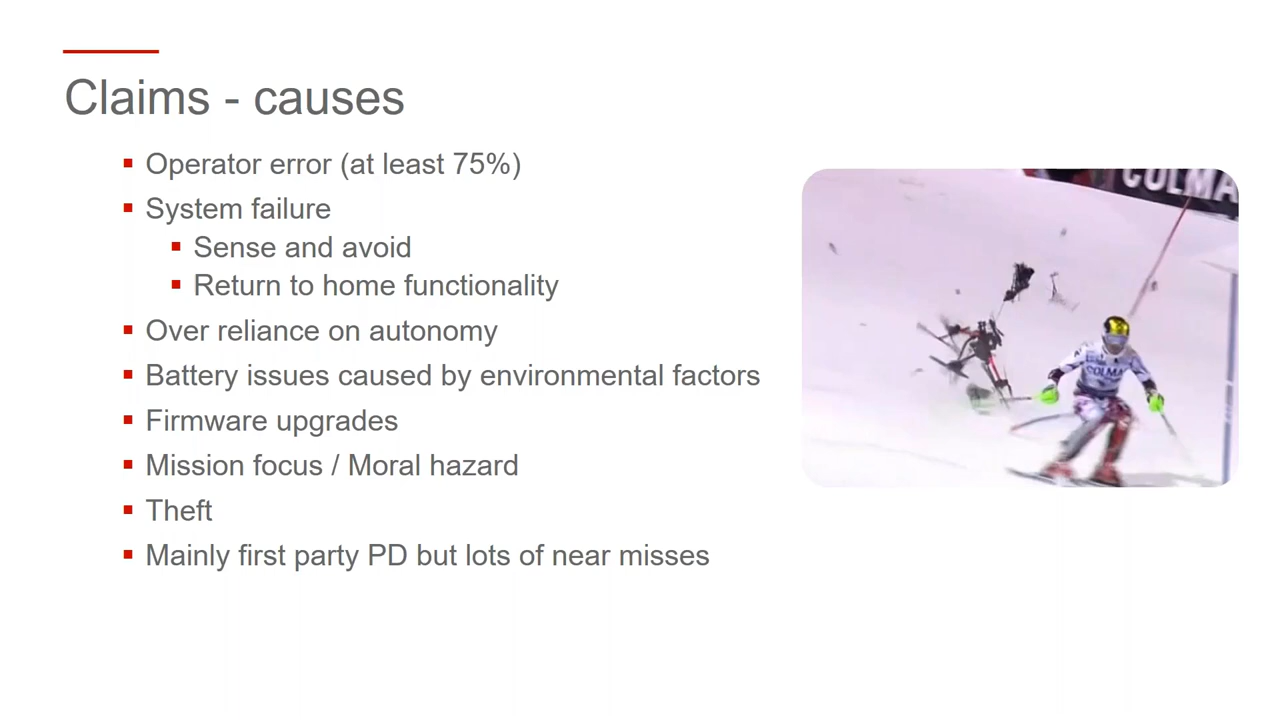 Claims - causes
Operator error (at least 75%)
System failure
Sense and avoid
Return to home functionality
Over reliance on autonomy
Battery issues caused by environmental factors
Firmware upgrades
Mission focus / Moral hazard
Theft
Mainly first party PD but lots of near misses
COLMA
COLMA